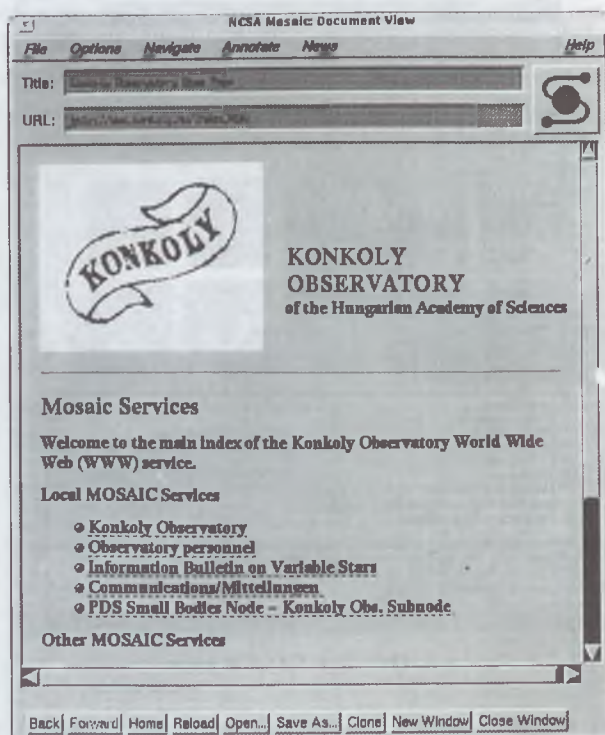 NCSA Mosaic: Document View
File Options Navigate Annotate News Help
Title:
URL:
KONKOLY
KONKOLY
OBSERVATORY
of the Hungarian Academy of Sciences
Mosaic Services
Welcome to the main index of the Konkoly Observatory World Wide
Web (WWW) service.
Local MOSAIC Services
Konkoly Observatory
Observatory personnel
Information Bulletin on Variable Stars
Communications/Mitteilungen
PDS Small Bodies Node – Konkoly Obs. Subnode
Other MOSAIC Services
Back Forward Home Reload Open... Save As... Clone New Window Close Window